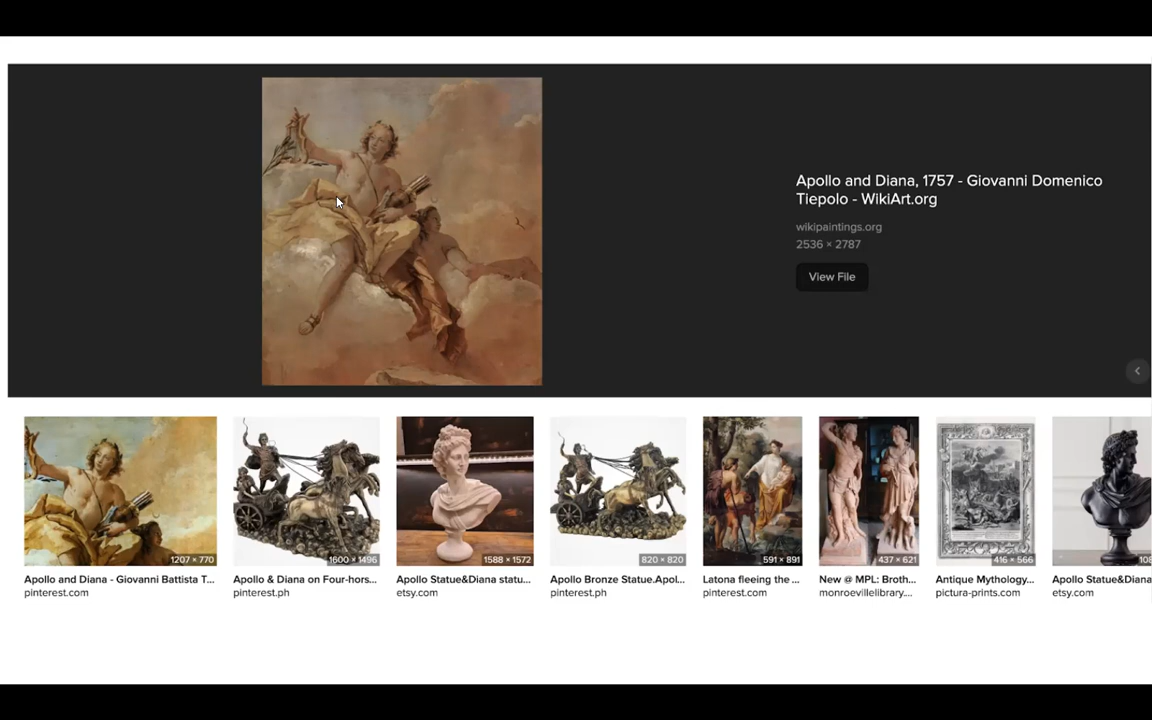 Apollo and Diana, 1757 - Giovanni Domenico
Tiepolo - WikiArt.org
wikipaintings.org
2536 × 2787
View File
1207 × 770
1600 × 1496
1588 × 1572
820 × 820
591 × 891
437 × 621
416 × 566
108
Apollo and Diana - Giovanni Battista T...
pinterest.com
Apollo & Diana on Four-hors...
pinterest.ph
Apollo Statue&Diana statu...
etsy.com
Apollo Bronze Statue.Apol...
pinterest.ph
Latona fleeing the ...
pinterest.com
New @ MPL: Broth...
monroevillelibrary....
Antique Mythology...
pictura-prints.com
Apollo Statue&Diana
etsy.com